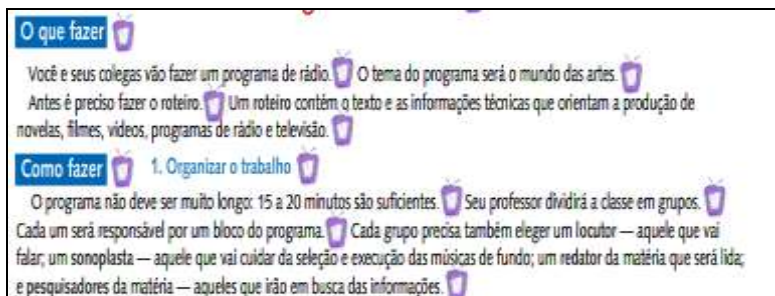 O que fazer
Você e seus colegas vão fazer um programa de rádio. O tema do programa será o mundo das artes.
Antes é preciso fazer o roteiro. Um roteiro contém o texto e as informações técnicas que orientam a produção de
novelas, filmes, vídeos, programas de rádio e televisão.
Como fazer 1. Organizar o trabalho
O programa não deve ser muito longo: 15 a 20 minutos são suficientes. Seu professor dividirá a classe em grupos.
Cada um será responsável por um bloco do programa. Cada grupo precisa também eleger um locutor — aquele que vai
falar; um sonoplasta — aquele que vai cuidar da seleção e execução das músicas de fundo; um redator da matéria que será lida;
e pesquisadores da matéria — aqueles que irão em busca das informações.